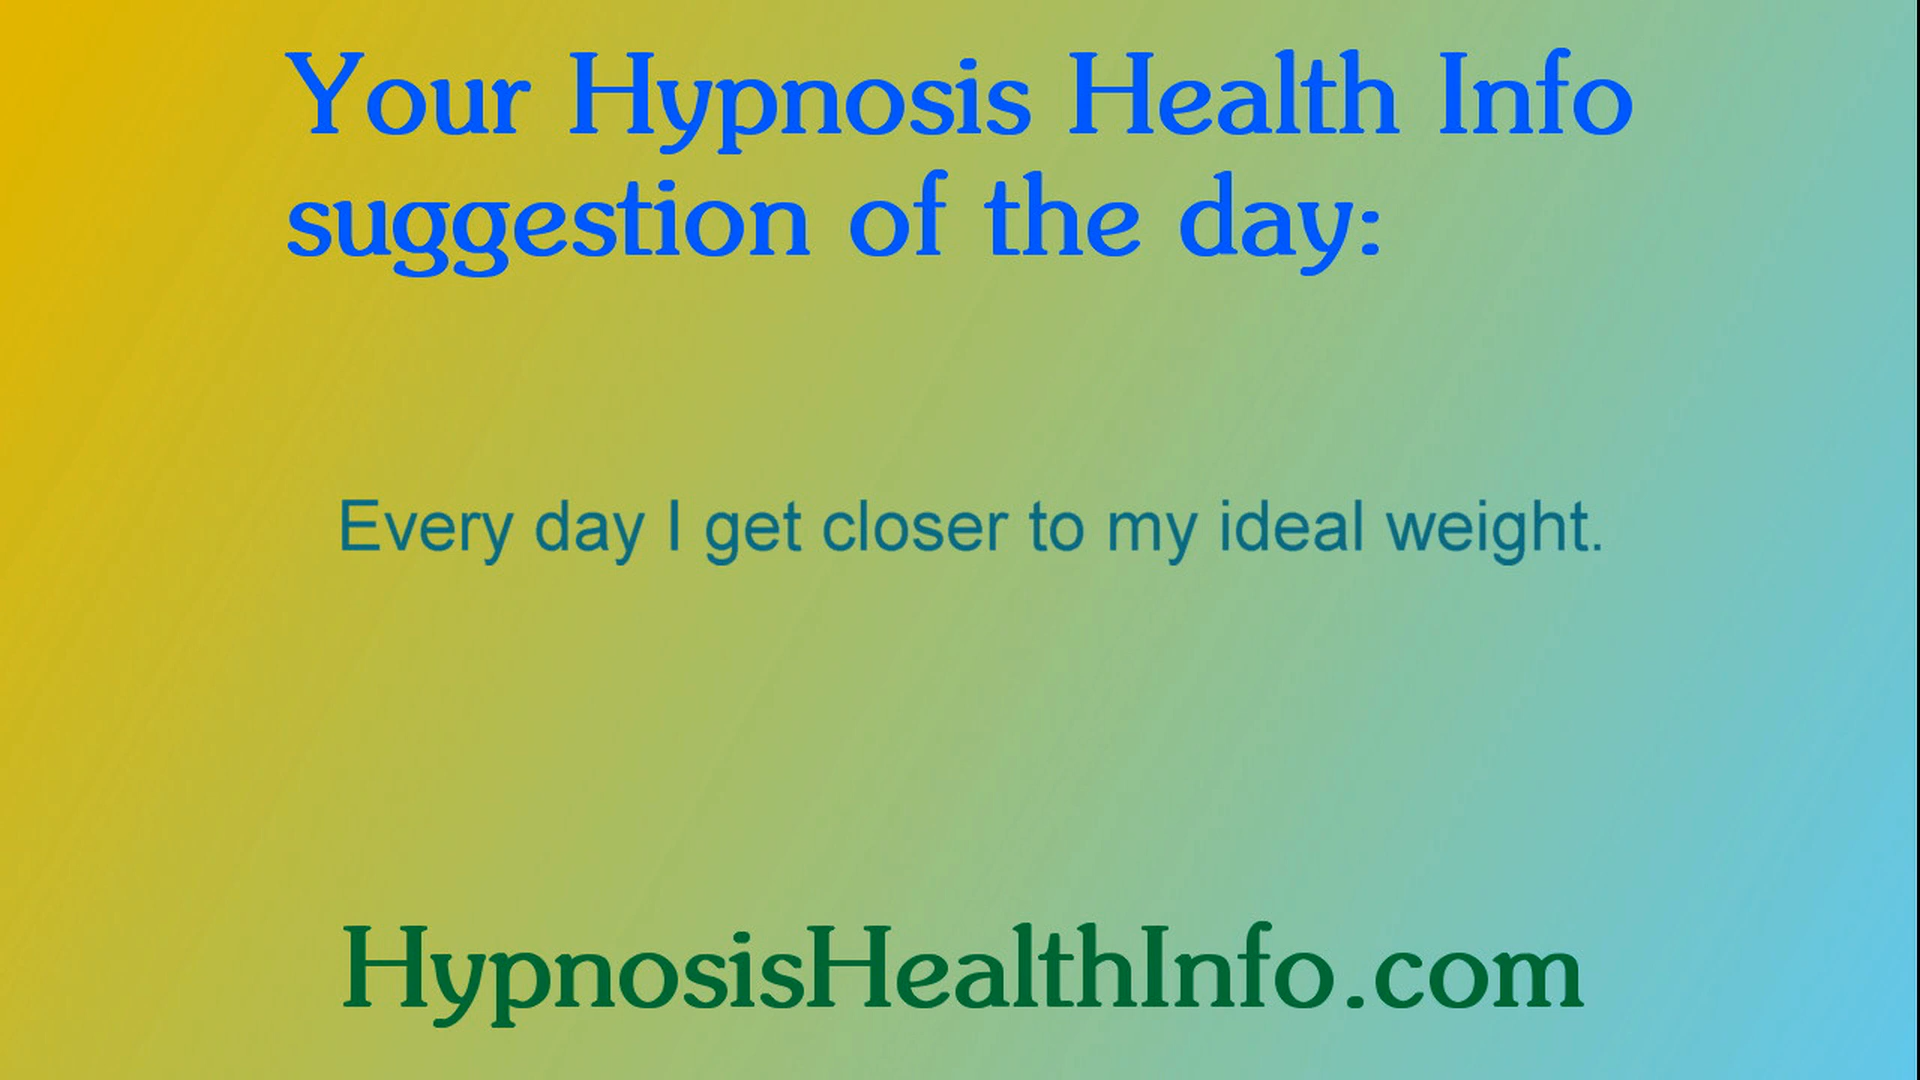 Your Hypnosis Health Info
suggestion of the day:
Every day I get closer to my ideal weight.
HypnosisHealthInfo.com